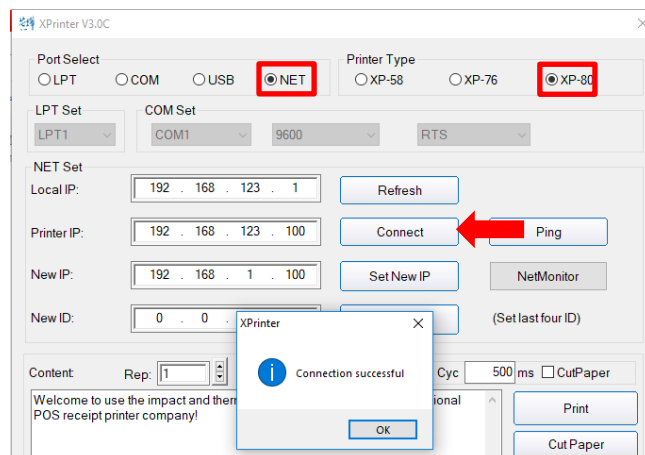 XPrinter V3.0C
Port Select
LPT COM USB NET
Printer Type
XP-58 XP-76 XP-80
LPT Set
LPT1
COM Set
COM1 9600 RTS
NET Set
Local IP: 192 . 168 . 123 . 1 Refresh
Printer IP: 192 . 168 . 123 . 100 Connect Ping
New IP: 192 . 168 . 1 . 100 Set New IP NetMonitor
New ID: 0 . 0 . (Set last four ID)
XPrinter
Connection successful
OK
Content: Rep: 1 Cyc 500 ms CutPaper
Welcome to use the impact and ional
POS receipt printer company!
Print
Cut Paper